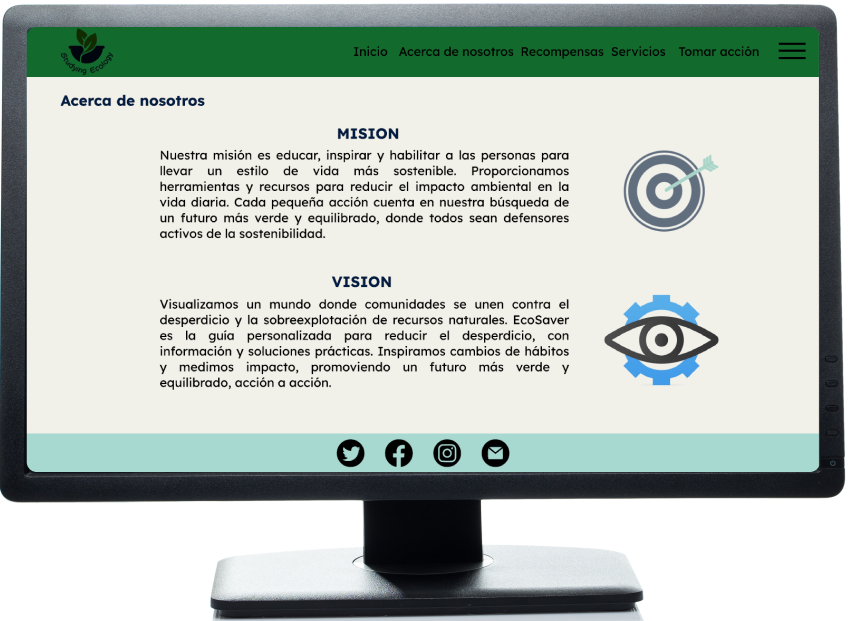 Studying Ecology
Inicio Acerca de nosotros Recompensas Servicios Tomar acción
Acerca de nosotros
MISION
Nuestra misión es educar, inspirar y habilitar a las personas para
llevar un estilo de vida más sostenible. Proporcionamos
herramientas y recursos para reducir el impacto ambiental en la
vida diaria. Cada pequeña acción cuenta en nuestra búsqueda de
un futuro más verde y equilibrado, donde todos sean defensores
activos de la sostenibilidad.
VISION
Visualizamos un mundo donde comunidades se unen contra el
desperdicio y la sobreexplotación de recursos naturales. EcoSaver
es la guía personalizada para reducir el desperdicio, con
información y soluciones prácticas. Inspiramos cambios de hábitos
y medimos impacto, promoviendo un futuro más verde y
equilibrado, acción a acción.